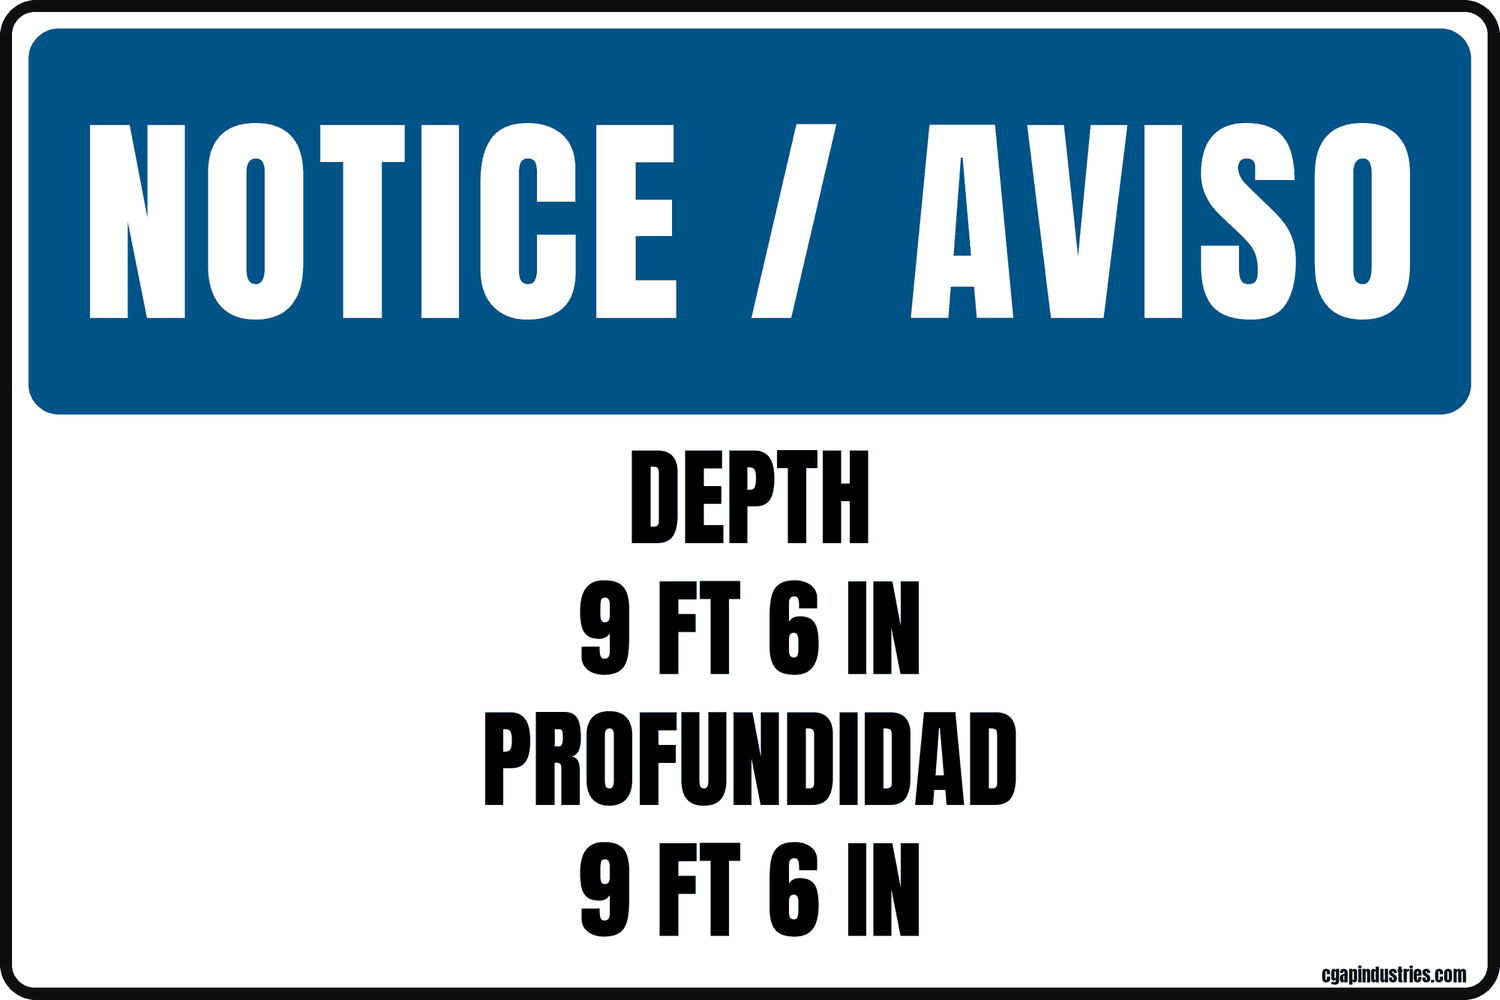 NOTICE / AVISO
DEPTH
9 FT 6 IN
PROFUNDIDAD
9 FT 6 IN
cgapindustries.com